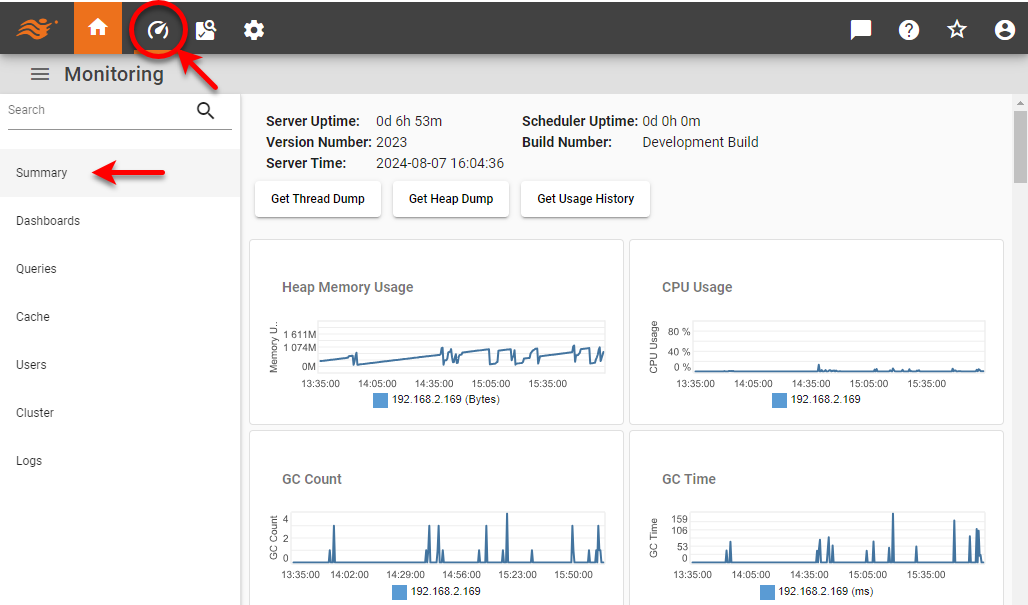 Monitoring
Search
Summary
Dashboards
Queries
Cache
Users
Cluster
Logs
Server Uptime: 0d 6h 53m Scheduler Uptime: 0d 0h 0m
Version Number: 2023 Build Number: Development Build
Server Time: 2024-08-07 16:04:36
Get Thread Dump Get Heap Dump Get Usage History
Heap Memory Usage
Memory U..
1 611M
1 074M
0M
13:35:00 14:05:00 14:35:00 15:05:00 15:35:00
192.168.2.169 (Bytes)
CPU Usage
CPU Usage
80 %
40 %
0 %
13:35:00 14:05:00 14:35:00 15:05:00 15:35:00
192.168.2.169
GC Count
GC Count
4
2
0
13:35:00 14:02:00 14:29:00 14:56:00 15:23:00 15:50:00
192.168.2.169
GC Time
GC Time
159
106
53
0
13:35:00 14:05:00 14:35:00 15:05:00 15:35:00
192.168.2.169 (ms)